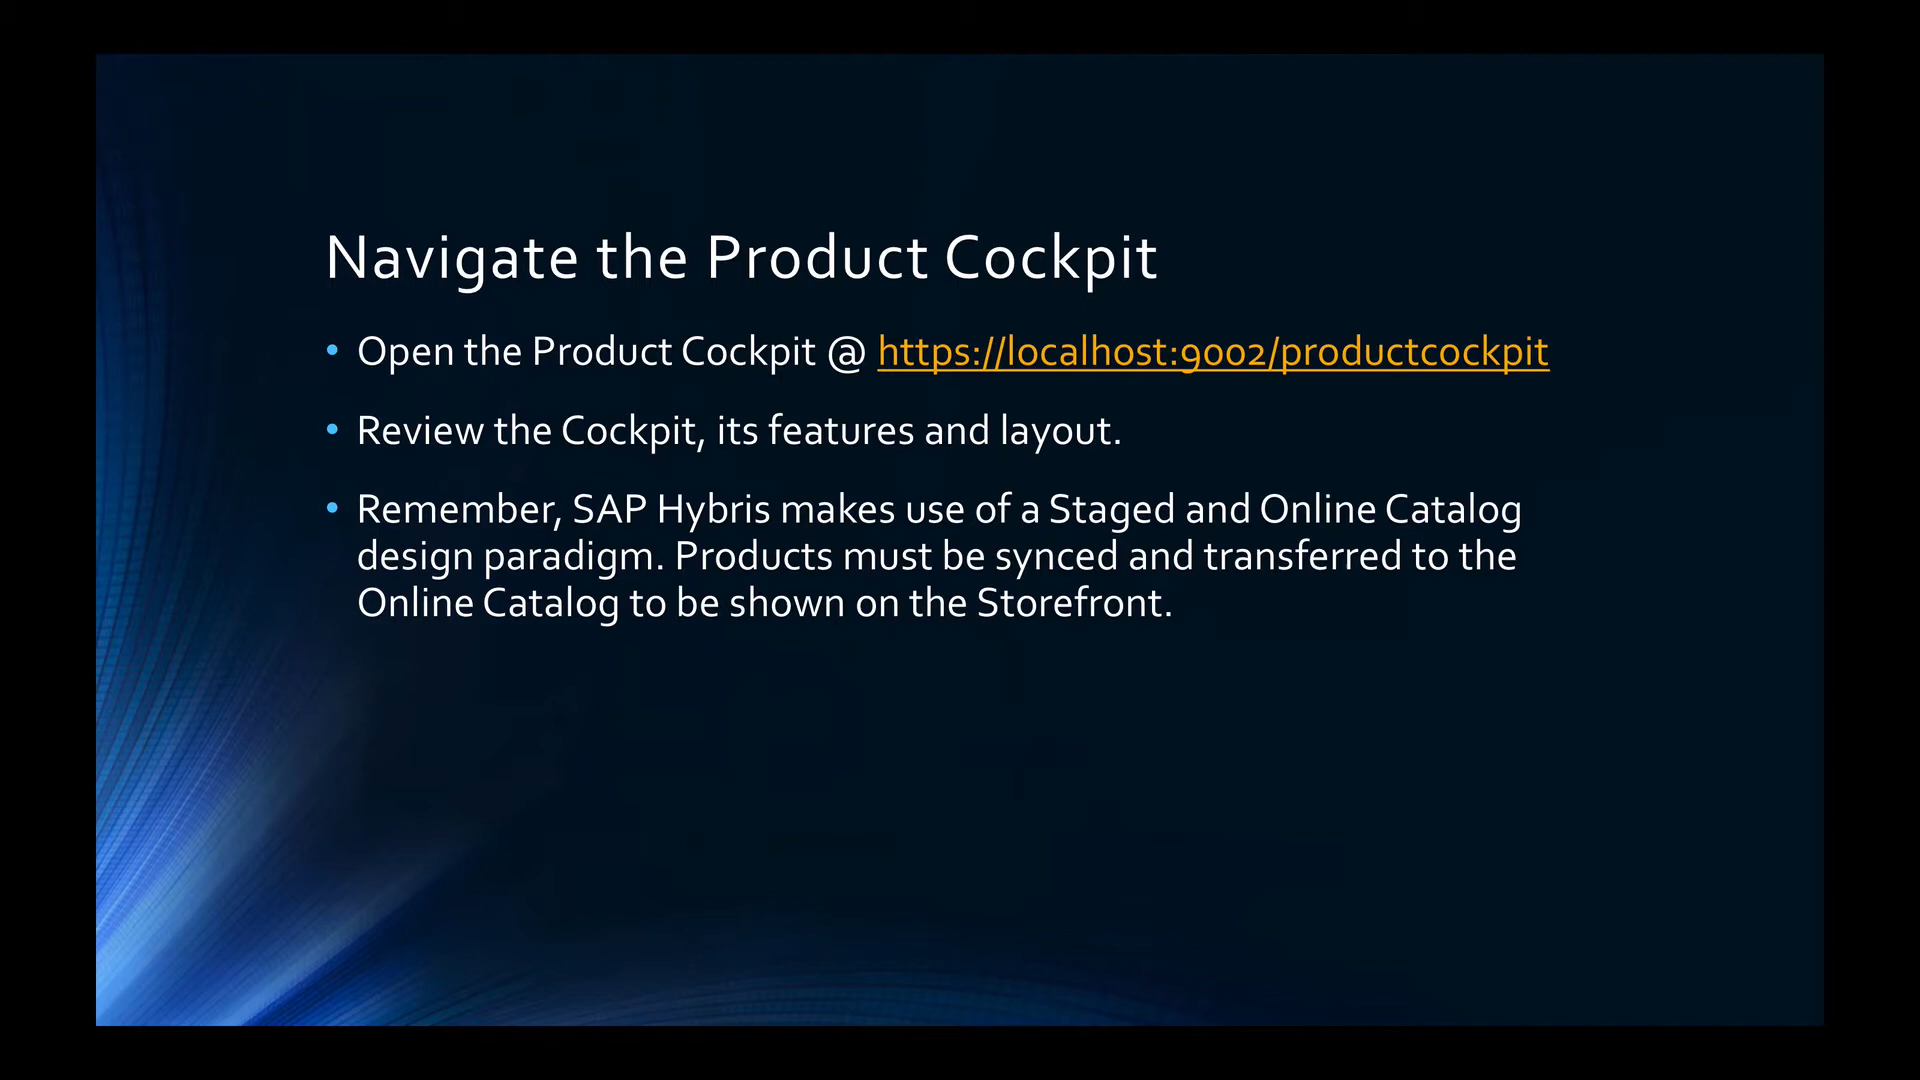 Navigate the Product Cockpit
• Open the Product Cockpit @ https://localhost:9002/productcockpit
• Review the Cockpit, its features and layout.
• Remember, SAP Hybris makes use of a Staged and Online Catalog
design paradigm. Products must be synced and transferred to the
Online Catalog to be shown on the Storefront.